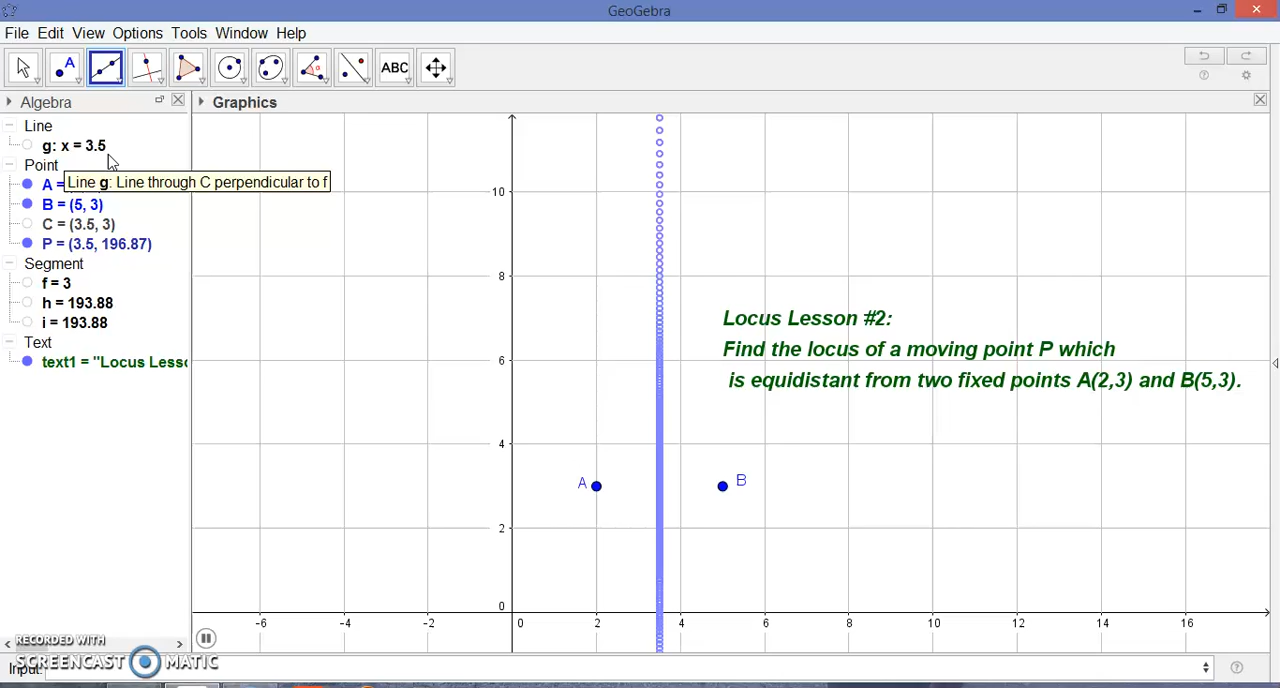 GeoGebra
File Edit View Options Tools Window Help
A
ABC
Algebra
Graphics
Line
g: x = 3.5
Point
Line g: Line through C perpendicular to f
A =
B = (5, 3)
C = (3.5, 3)
P = (3.5, 196.87)
Segment
f = 3
h = 193.88
i = 193.88
Text
text1 = "Locus Less
10
8
6
4
2
0
-6 -4 -2 0 2 4 6 8 10 12 14 16
Locus Lesson #2:
Find the locus of a moving point P which
is equidistant from two fixed points A(2,3) and B(5,3).
A
B
RECORDED WITH
SCREENCAST MATIC
Input: